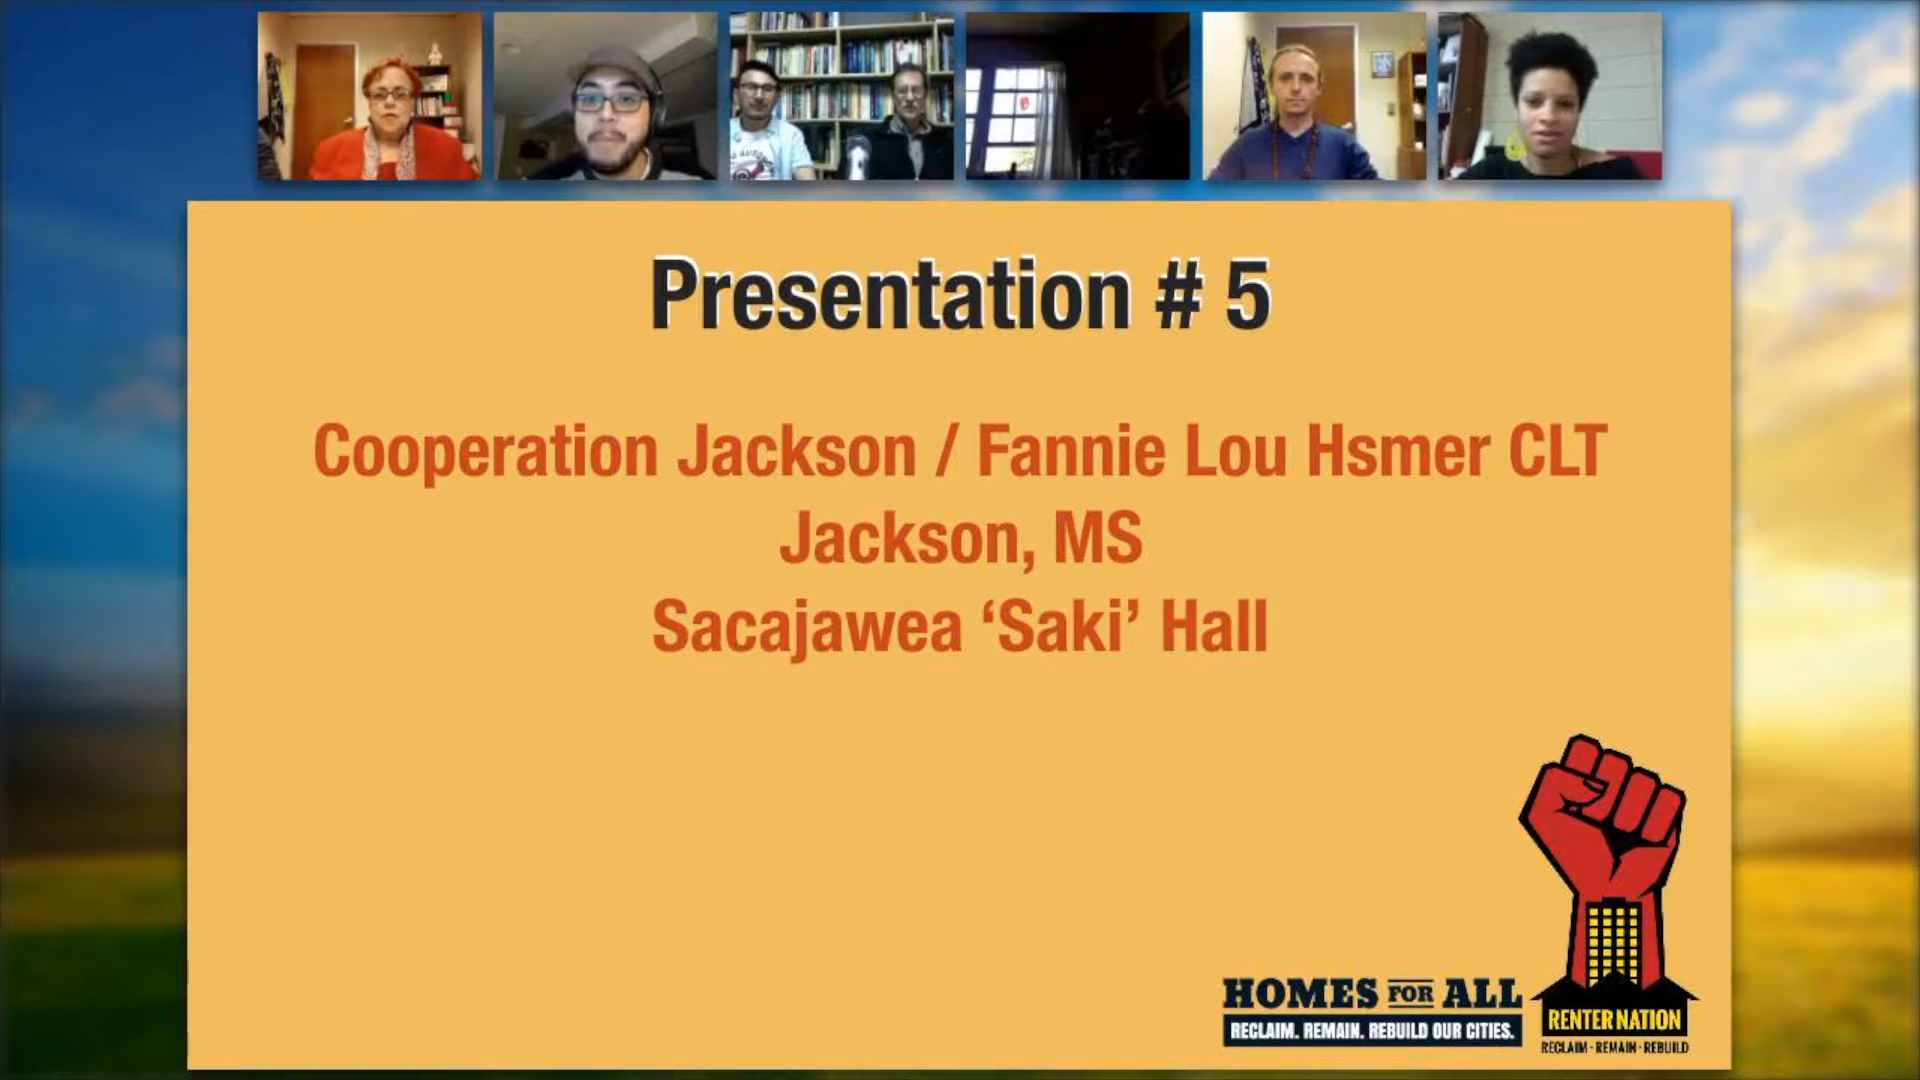 Presentation # 5
Cooperation Jackson / Fannie Lou Hsmer CLT
Jackson, MS
Sacajawea ‘Saki’ Hall
HOMES FOR ALL
RECLAIM. REMAIN. REBUILD OUR CITIES.
RENTER NATION
RECLAIM · REMAIN · REBUILD